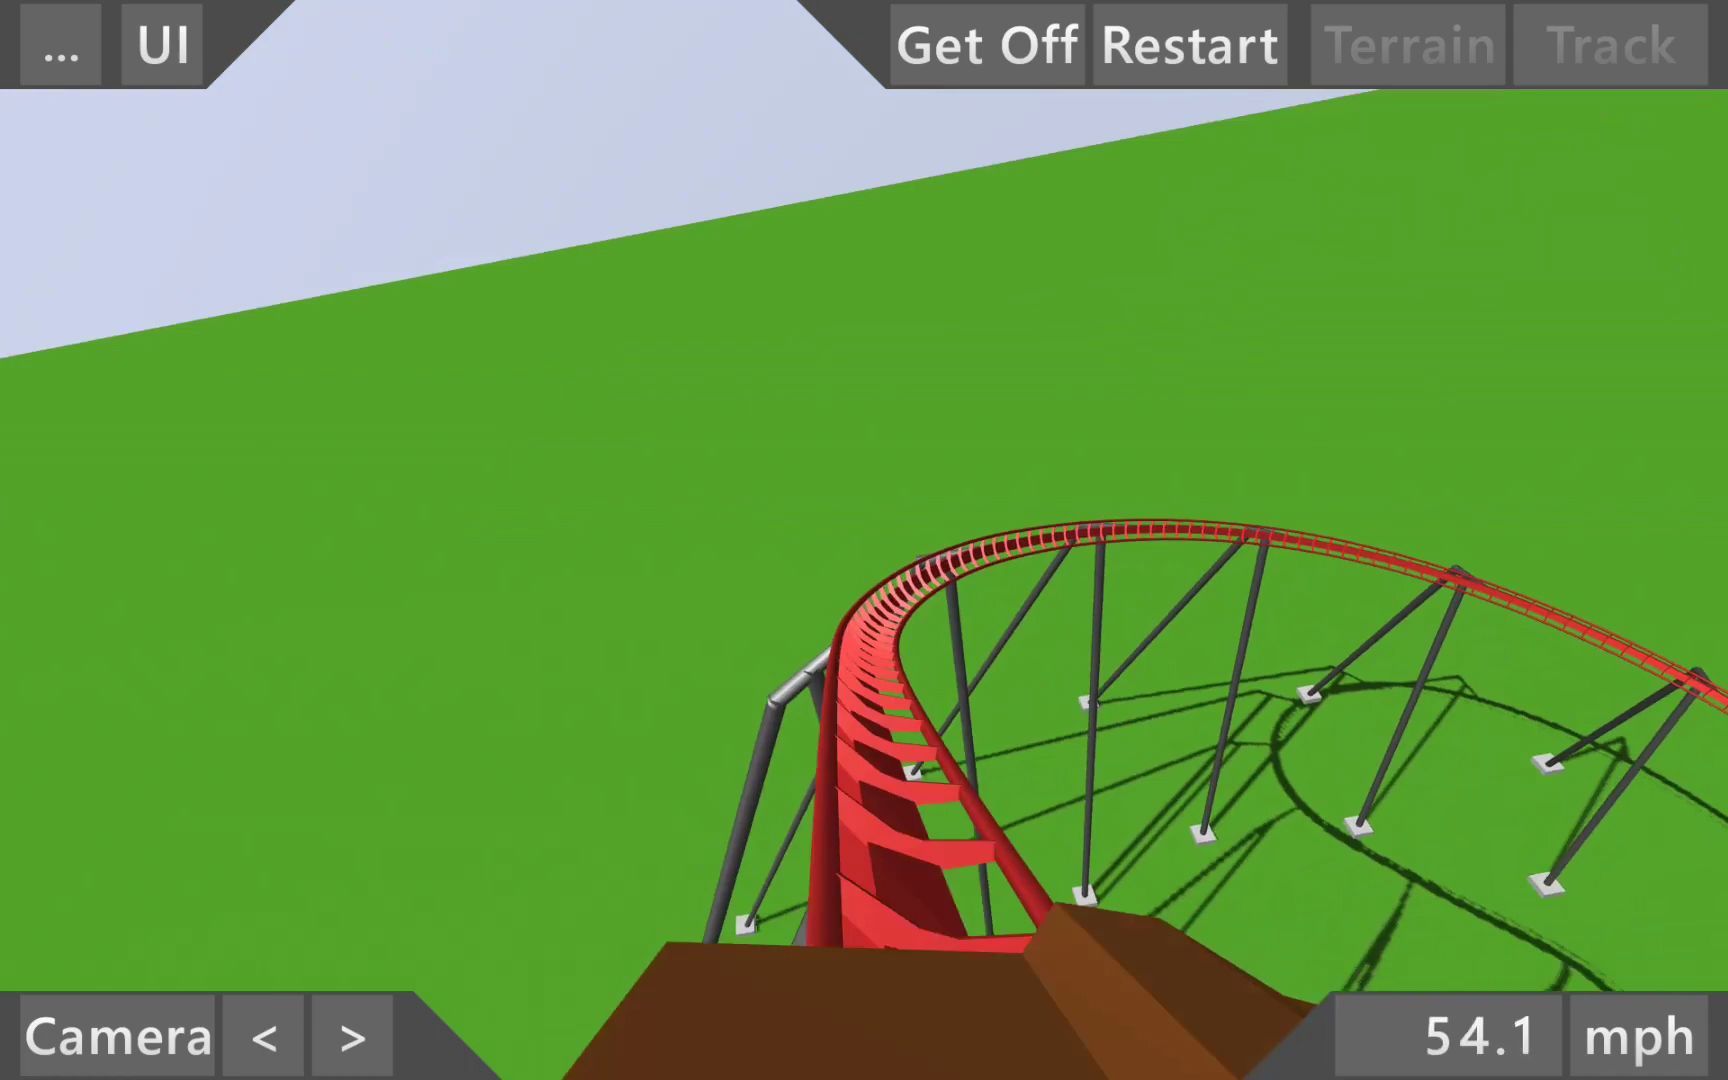 ... UI Get Off Restart Terrain Track
Camera < > 54.1 mph